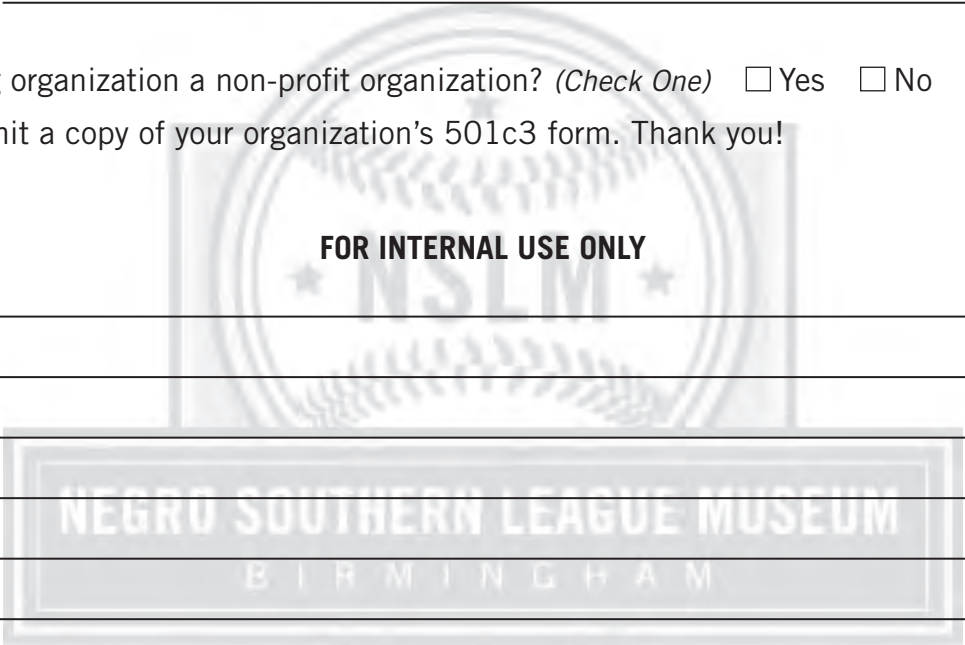 organization a non-profit organization? (Check One) ☐ Yes ☐ No
a copy of your organization's 501c3 form. Thank you!
FOR INTERNAL USE ONLY
NSLM
NEGRO SOUTHERN LEAGUE MUSEUM
BIRMINGHAM